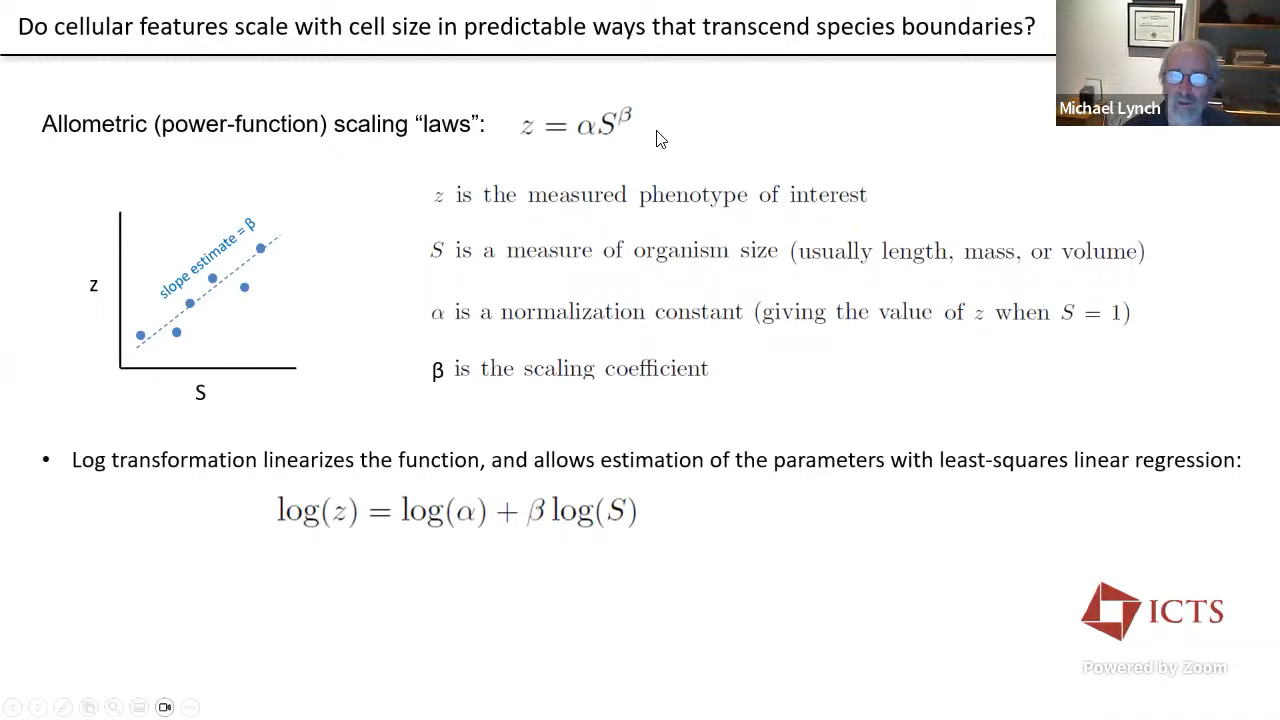 Do cellular features scale with cell size in predictable ways that transcend species boundaries?
Michael Lynch
Allometric (power-function) scaling “laws”: z = αS^β
slope estimate = β
z
S
z is the measured phenotype of interest
S is a measure of organism size (usually length, mass, or volume)
α is a normalization constant (giving the value of z when S = 1)
β is the scaling coefficient
• Log transformation linearizes the function, and allows estimation of the parameters with least-squares linear regression:
log(z) = log(α) + β log(S)
ICTS
Powered by Zoom